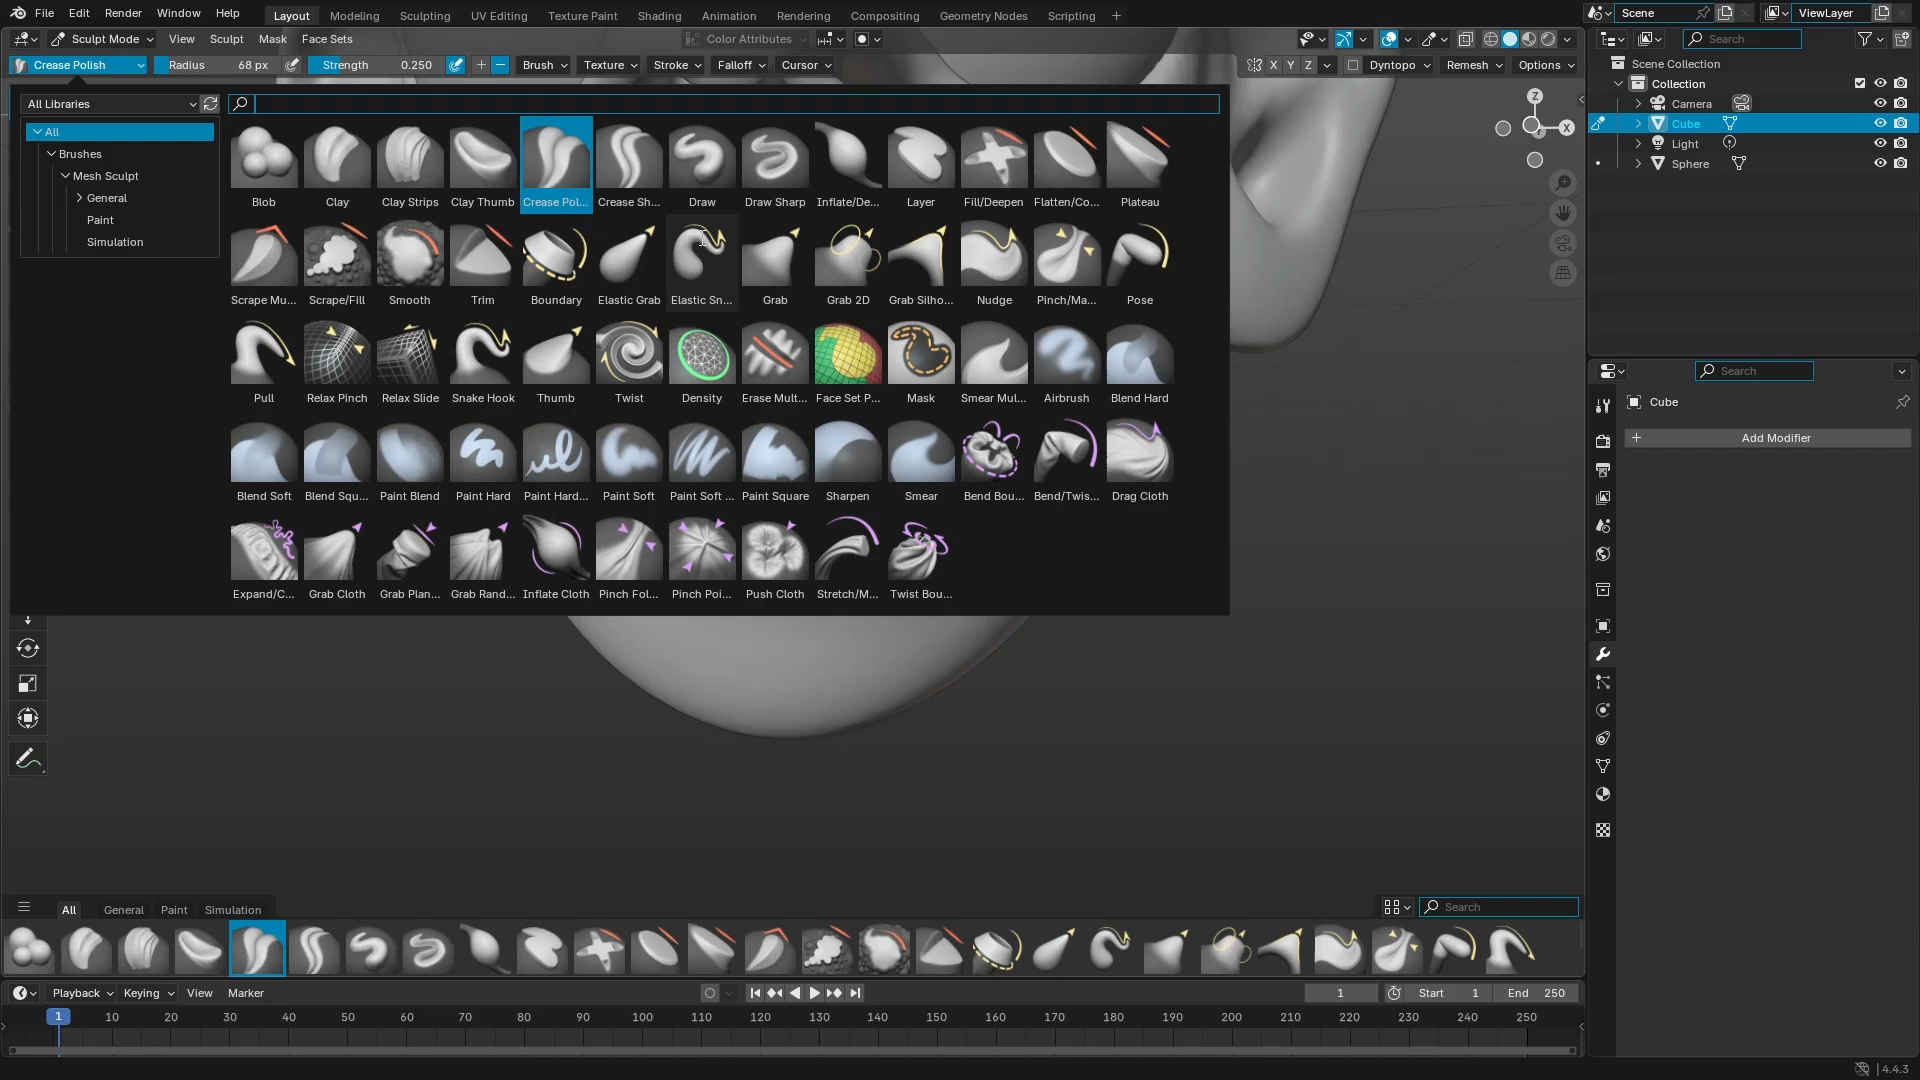 File Edit Render Window Help Layout Modeling Sculpting UV Editing Texture Paint Shading Animation Rendering Compositing Geometry Nodes Scripting + Scene ViewLayer
Sculpt Mode View Sculpt Mask Face Sets Color Attributes Search
Crease Polish Radius 68 px Strength 0.250 Brush Texture Stroke Falloff Cursor X Y Z Dyntopo Remesh Options
Scene Collection
Collection
Camera
Cube
Light
Sphere
Z
X
All Libraries
All
Brushes
Mesh Sculpt
General
Paint
Simulation
Blob Clay Clay Strips Clay Thumb Crease Pol... Crease Sh... Draw Draw Sharp Inflate/De... Layer Fill/Deepen Flatten/Co... Plateau
Scrape Mu... Scrape/Fill Smooth Trim Boundary Elastic Grab Elastic Sn... Grab Grab 2D Grab Silho... Nudge Pinch/Ma... Pose
Pull Relax Pinch Relax Slide Snake Hook Thumb Twist Density Erase Mult... Face Set P... Mask Smear Mul... Airbrush Blend Hard
Blend Soft Blend Squ... Paint Blend Paint Hard Paint Hard... Paint Soft Paint Soft ... Paint Square Sharpen Smear Bend Bou... Bend/Twis... Drag Cloth
Expand/C... Grab Cloth Grab Plan... Grab Rand... Inflate Cloth Pinch Fol... Pinch Poi... Push Cloth Stretch/M... Twist Bou...
Search
Cube
+ Add Modifier
All General Paint Simulation Search
Playback Keying View Marker 1 Start 1 End 250
1 10 20 30 40 50 60 70 80 90 100 110 120 130 140 150 160 170 180 190 200 210 220 230 240 250
4.4.3